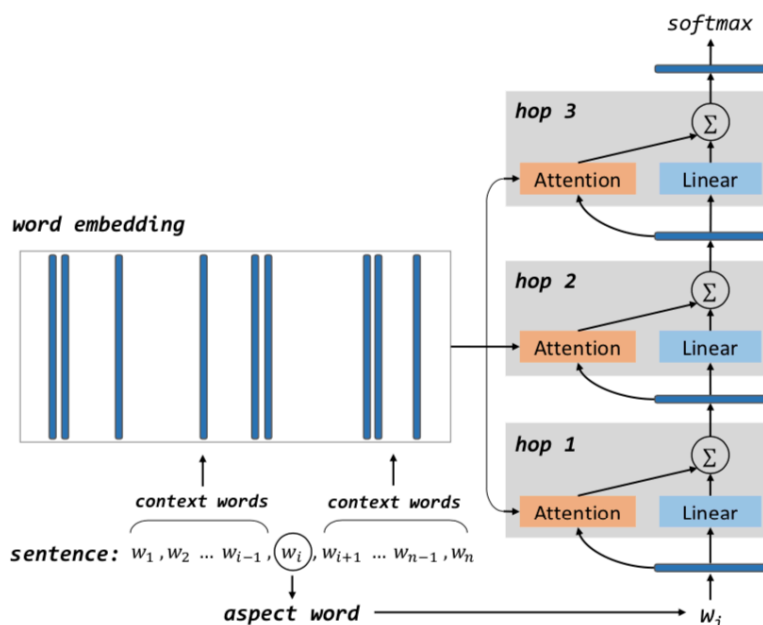 softmax
hop 3
Σ
Attention
Linear
word embedding
hop 2
Σ
Attention
Linear
hop 1
Σ
context words
context words
Attention
Linear
sentence: w₁ , w₂ … wᵢ₋₁ , wᵢ , wᵢ₊₁ … wₙ₋₁ , wₙ
aspect word
wᵢ